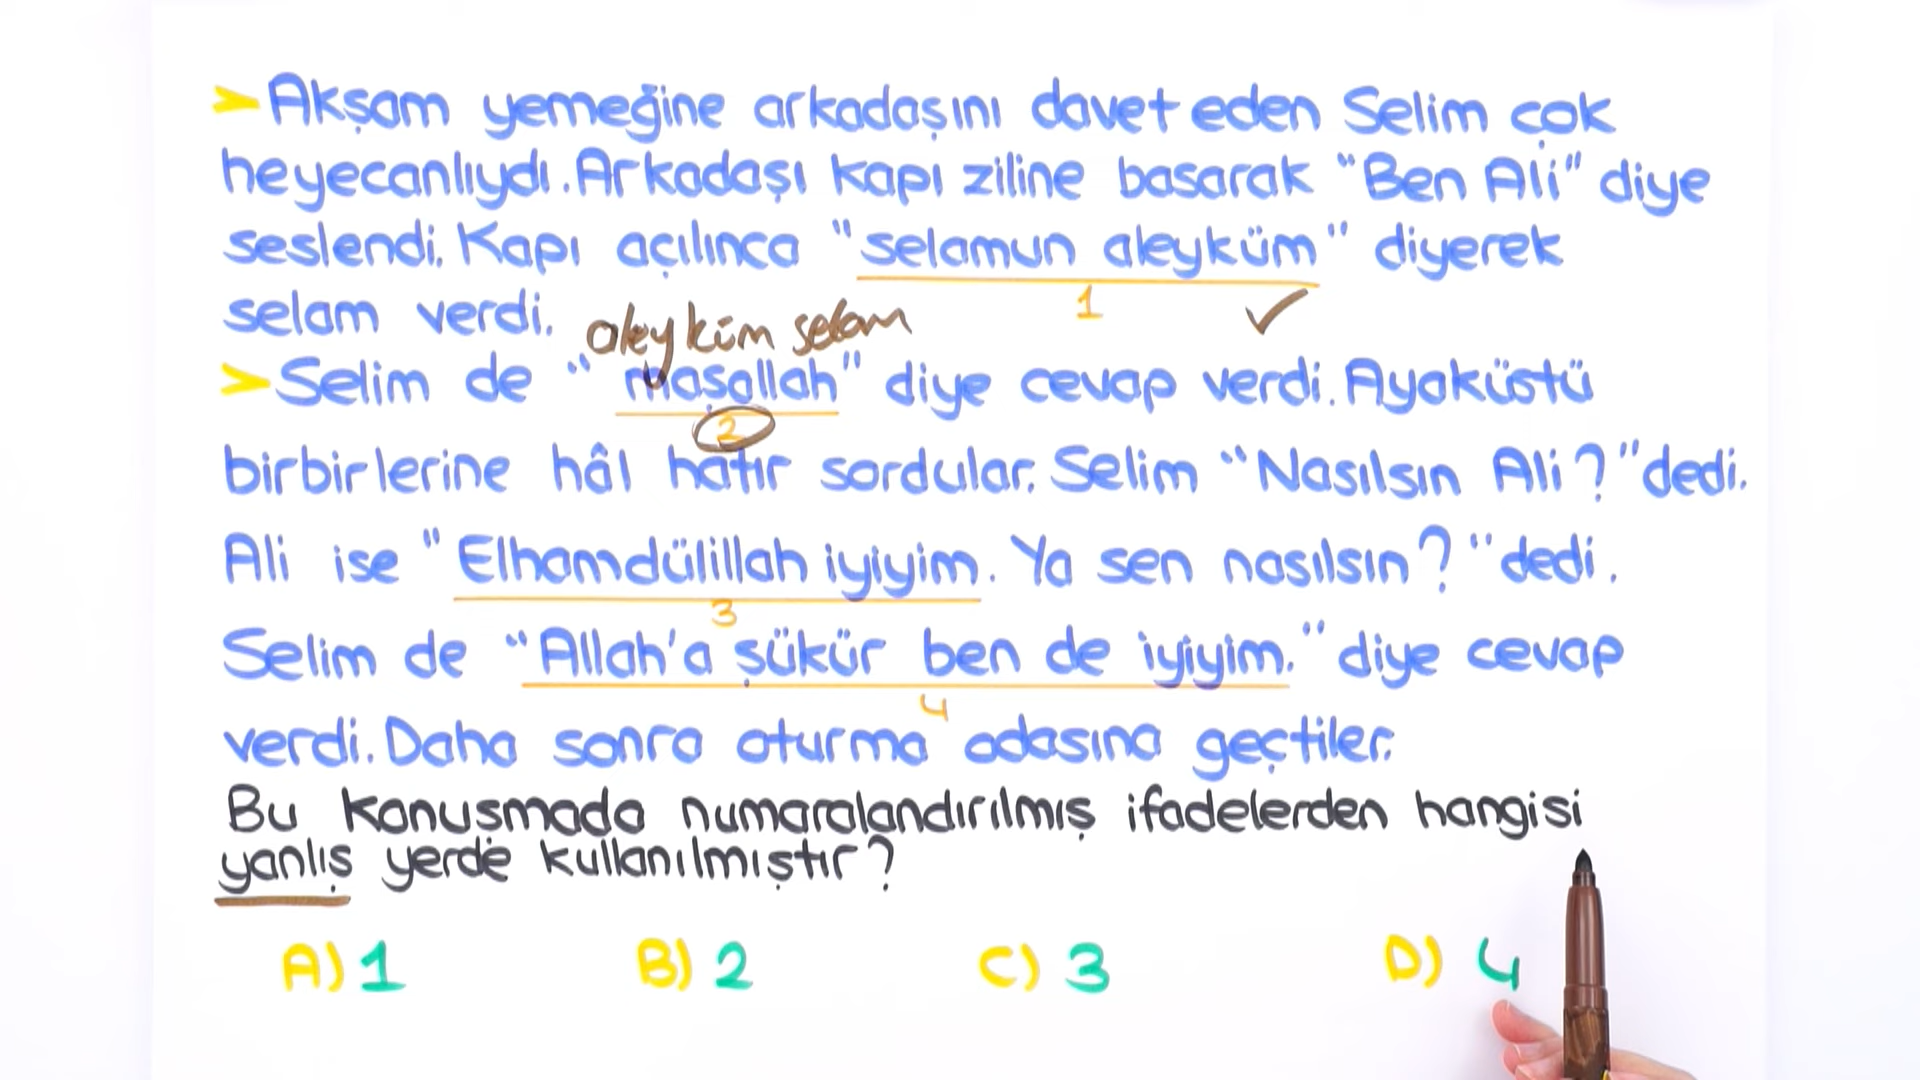 > Akşam yemeğine arkadaşını davet eden Selim çok
heyecanlıydı. Arkadaşı kapı ziline basarak "Ben Ali" diye
seslendi. Kapı açılınca "selamun aleyküm" diyerek
1 ✓
selam verdi.
aleyküm selam
> Selim de "maşallah" diye cevap verdi. Ayaküstü
2
birbirlerine hâl hatır sordular. Selim "Nasılsın Ali?" dedi.
Ali ise "Elhamdülillah iyiyim. Ya sen nasılsın?" dedi.
3
Selim de "Allah'a şükür ben de iyiyim." diye cevap
4
verdi. Daha sonra oturma odasına geçtiler.
Bu konuşmada numaralandırılmış ifadelerden hangisi
yanlış yerde kullanılmıştır?
A) 1 B) 2 C) 3 D) 4